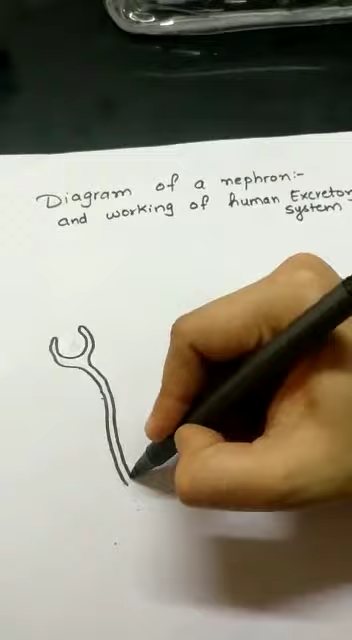 Diagram of a nephron:-
and working of human Excretory
system